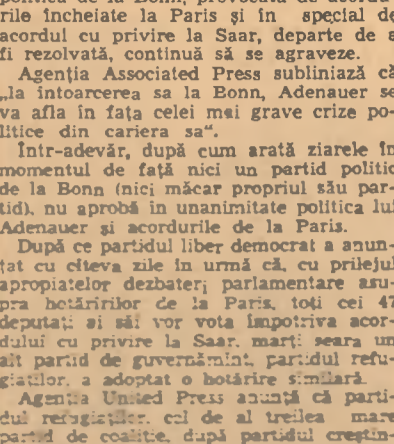 politica de la Bonn, provocată de acordu-
rile încheiate la Paris și în special de
acordul cu privire la Saar, departe de a
fi rezolvată, continuă să se agraveze.
Agenția Associated Press subliniază că
„la întoarcerea sa la Bonn, Adenauer se
va afla în fața celei mai grave crize po-
litice din cariera sa“.
Într-adevăr, după cum arată ziarele în
momentul de față nici un partid politic
de la Bonn (nici măcar propriul său par-
tid), nu aprobă în unanimitate politica lui
Adenauer și acordurile de la Paris.
După ce partidul liber democrat a anun-
țat cu cîteva zile în urmă că, cu prilejul
apropiatelor dezbateri parlamentare asu-
pra hotărîrilor de la Paris, toți cei 47
deputați ai săi vor vota împotriva acor-
dului cu privire la Saar, marți seara un
alt partid de guvernămînt, partidul refu-
giaților, a adoptat o hotărîre similară.
Agenția United Press anunță că parti-
dul refugiaților, cel de al treilea mare
partid de coaliție, după partidul creștin-